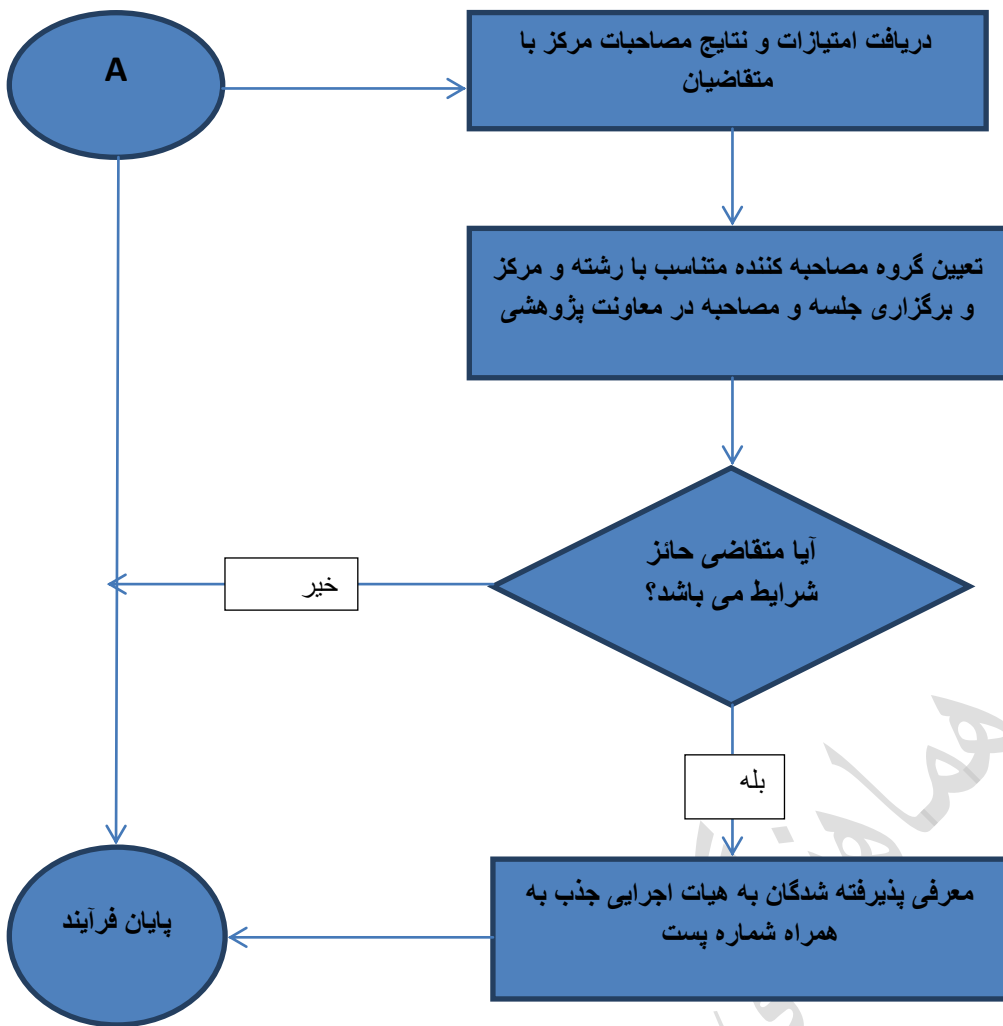 A
دریافت امتیازات و نتایج مصاحبات مرکز با
متقاضیان
تعیین گروه مصاحبه کننده متناسب با رشته و مرکز
و برگزاری جلسه و مصاحبه در معاونت پژوهشی
آیا متقاضی حائز
شرایط می باشد؟
خیر
بله
معرفی پذیرفته شدگان به هیات اجرایی جذب به
همراه شماره پست
پایان فرآیند